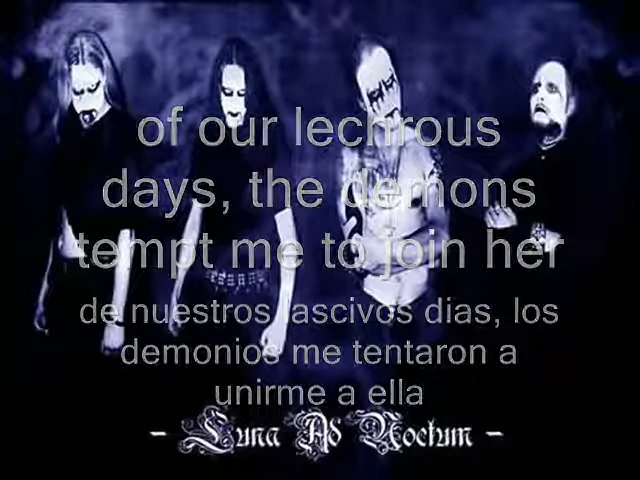 of our lechrous
days, the demons
tempt me to join her
de nuestros lascivos dias, los
demonios me tentaron a
unirme a ella
- Luna Ad Noctum -